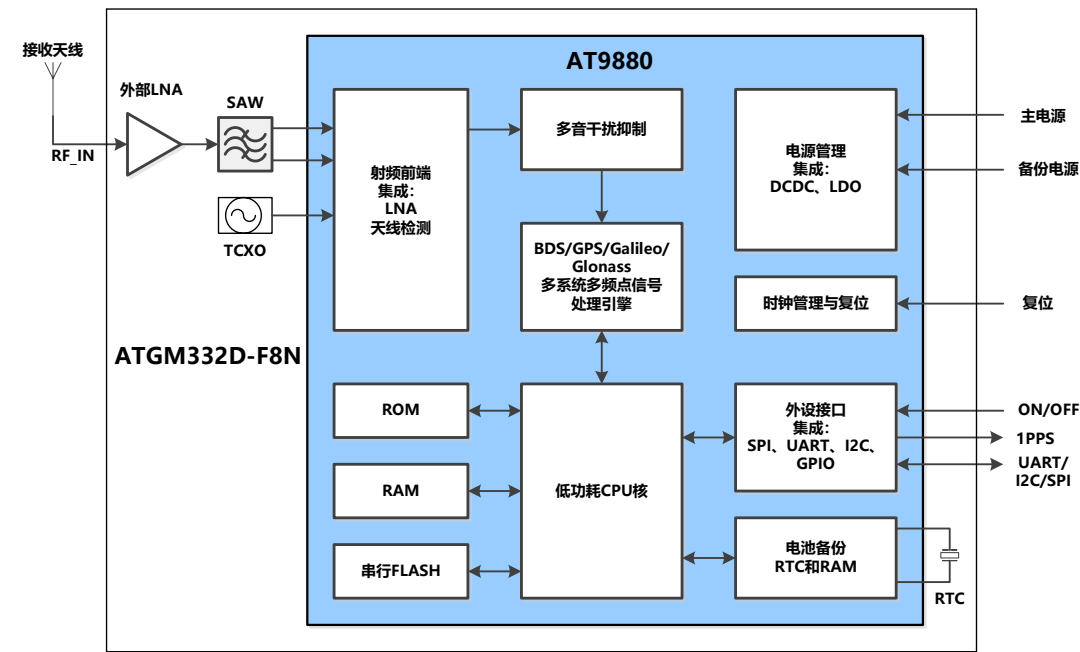 接收天线
RF_IN
外部LNA
SAW
TCXO
ATGM332D-F8N
AT9880
射频前端
集成：
LNA
天线检测
多音干扰抑制
BDS/GPS/Galileo/
Glonass
多系统多频点信号
处理引擎
电源管理
集成：
DCDC、LDO
主电源
备份电源
时钟管理与复位
复位
ROM
RAM
串行FLASH
低功耗CPU核
外设接口
集成：
SPI、UART、I2C、
GPIO
ON/OFF
1PPS
UART/
I2C/SPI
电池备份
RTC和RAM
RTC